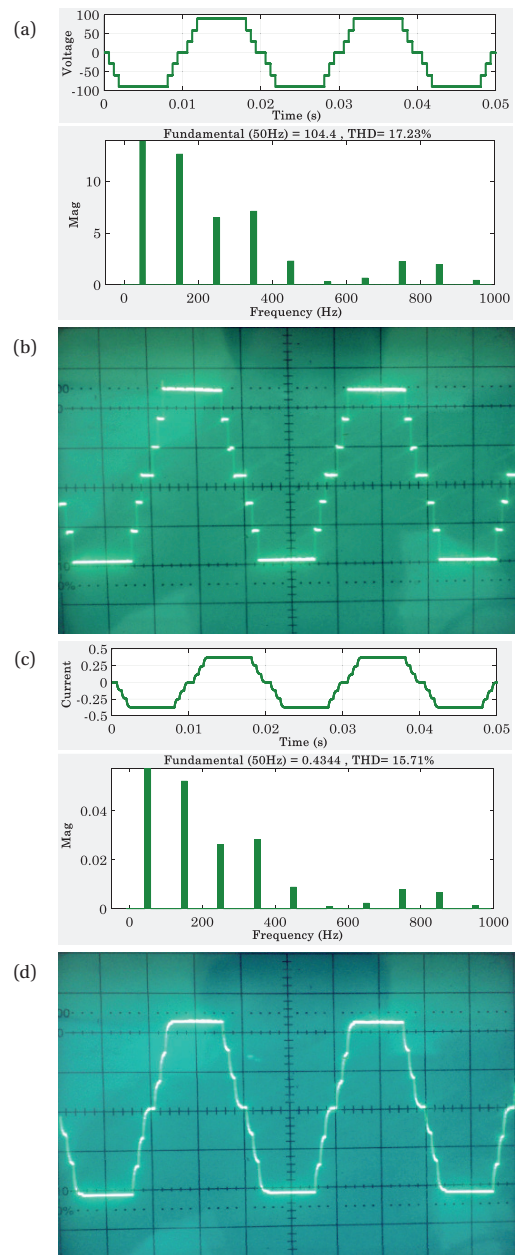 (a)
Voltage
100
50
0
-50
-100
0
0.01
0.02
0.03
0.04
0.05
Time (s)
Fundamental (50Hz) = 104.4 , THD= 17.23%
Mag
10
5
0
0
200
400
600
800
1000
Frequency (Hz)
(b)
(c)
Current
0.5
0.25
0
-0.25
-0.5
0
0.01
0.02
0.03
0.04
0.05
Time (s)
Fundamental (50Hz) = 0.4344 , THD= 15.71%
Mag
0.04
0.02
0
0
200
400
600
800
1000
Frequency (Hz)
(d)